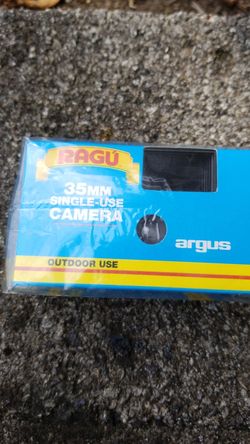 RAGÚ
35MM
SINGLE-USE
CAMERA
argus
OUTDOOR USE